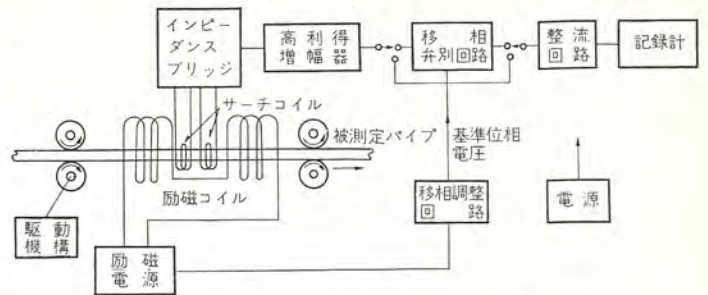 インピー
ダンス
ブリッジ
高利得
増幅器
移相
弁別回路
整流
回路
記録計
サーチコイル
被測定パイプ
基準位相
電圧
励磁コイル
移相調整
回路
電源
駆動
機構
励磁
電源